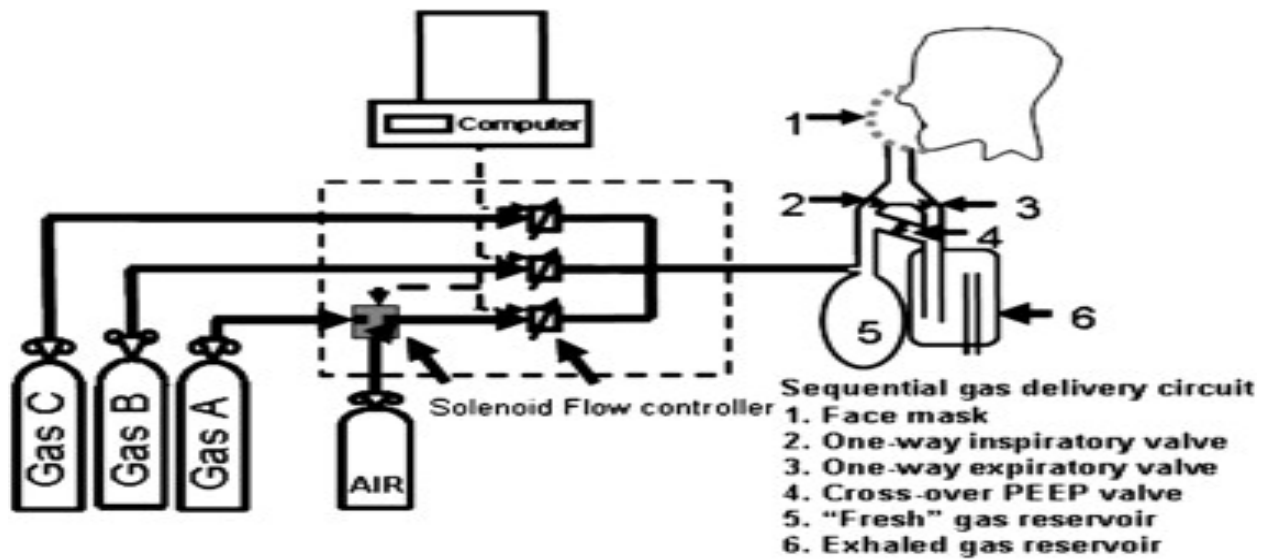 Computer
1
2
3
4
5
6
Gas C
Gas B
Gas A
AIR
Solenoid Flow controller
Sequential gas delivery circuit
1. Face mask
2. One-way inspiratory valve
3. One-way expiratory valve
4. Cross-over PEEP valve
5. “Fresh” gas reservoir
6. Exhaled gas reservoir